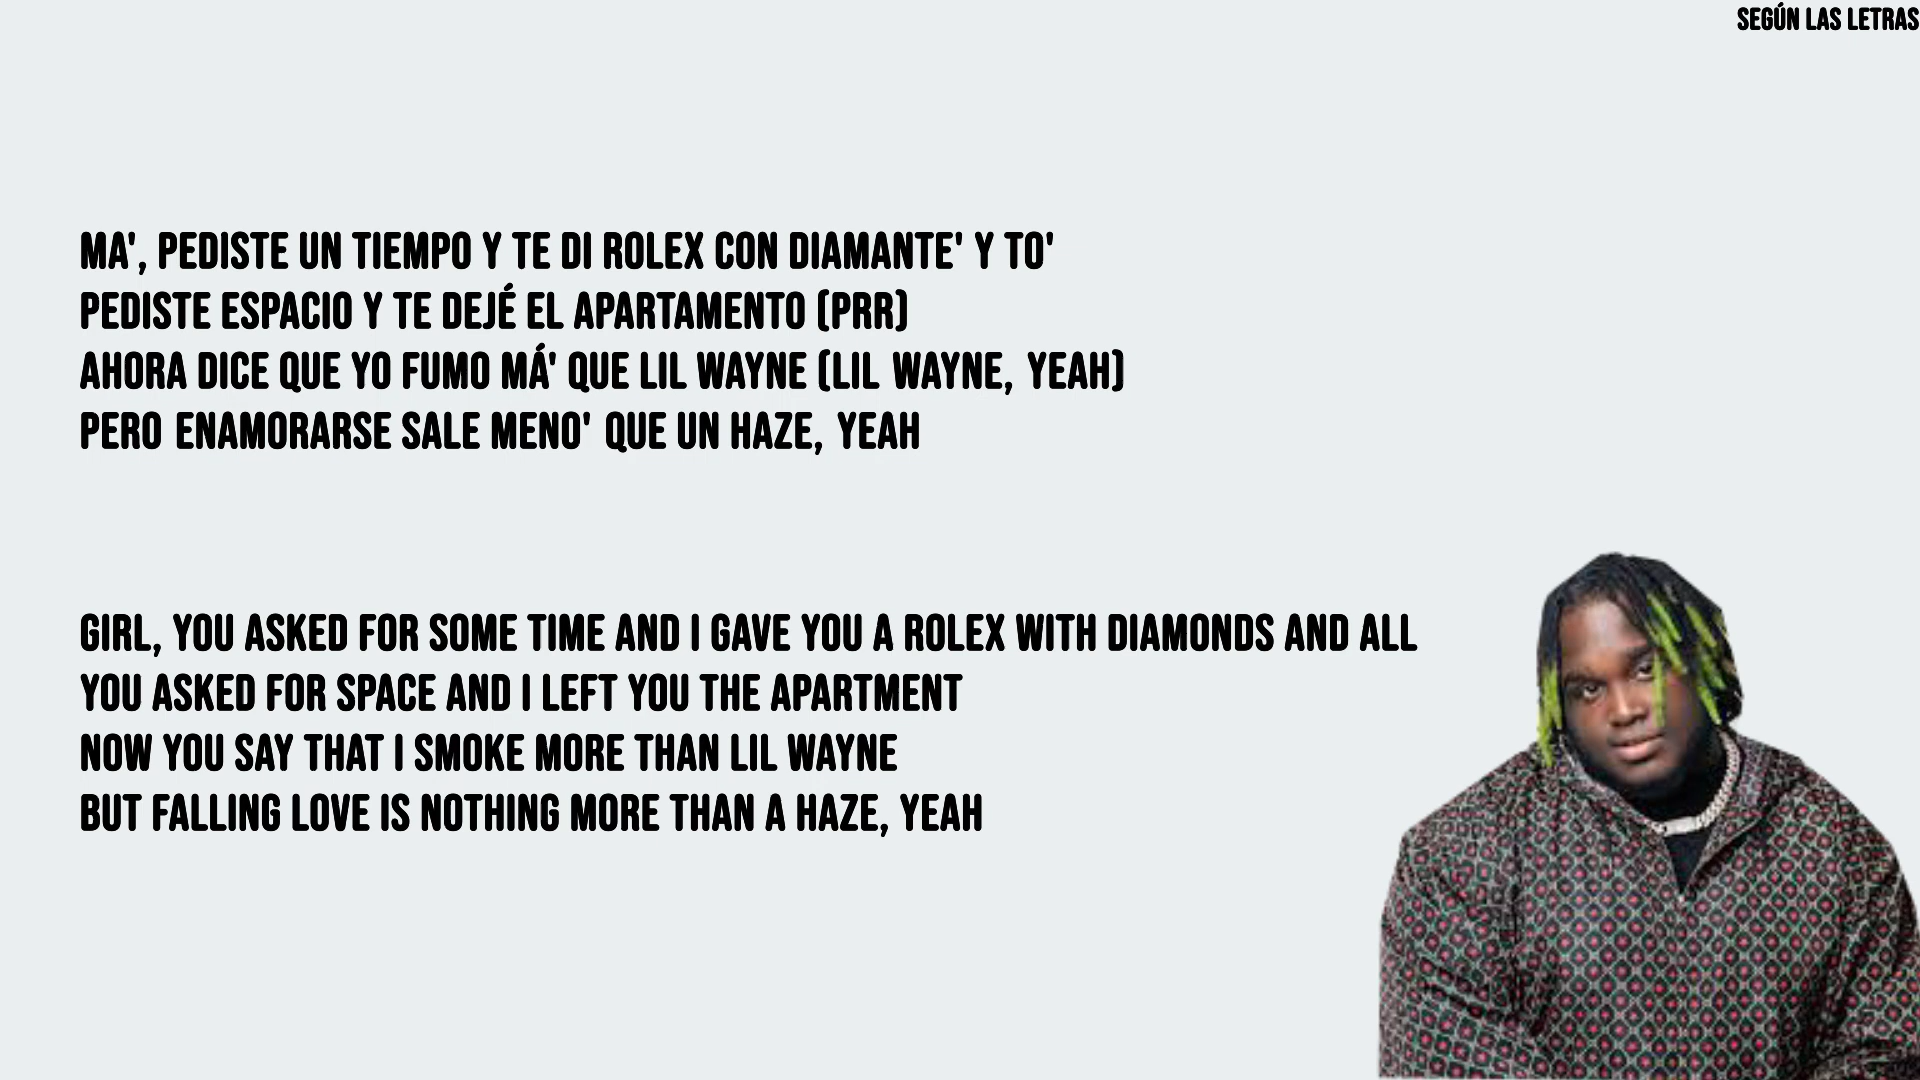 SEGÚN LAS LETRAS
MA', PEDISTE UN TIEMPO Y TE DI ROLEX CON DIAMANTE' Y TO'
PEDISTE ESPACIO Y TE DEJÉ EL APARTAMENTO (PRR)
AHORA DICE QUE YO FUMO MÁ' QUE LIL WAYNE (LIL WAYNE, YEAH)
PERO ENAMORARSE SALE MENO' QUE UN HAZE, YEAH
GIRL, YOU ASKED FOR SOME TIME AND I GAVE YOU A ROLEX WITH DIAMONDS AND ALL
YOU ASKED FOR SPACE AND I LEFT YOU THE APARTMENT
NOW YOU SAY THAT I SMOKE MORE THAN LIL WAYNE
BUT FALLING LOVE IS NOTHING MORE THAN A HAZE, YEAH